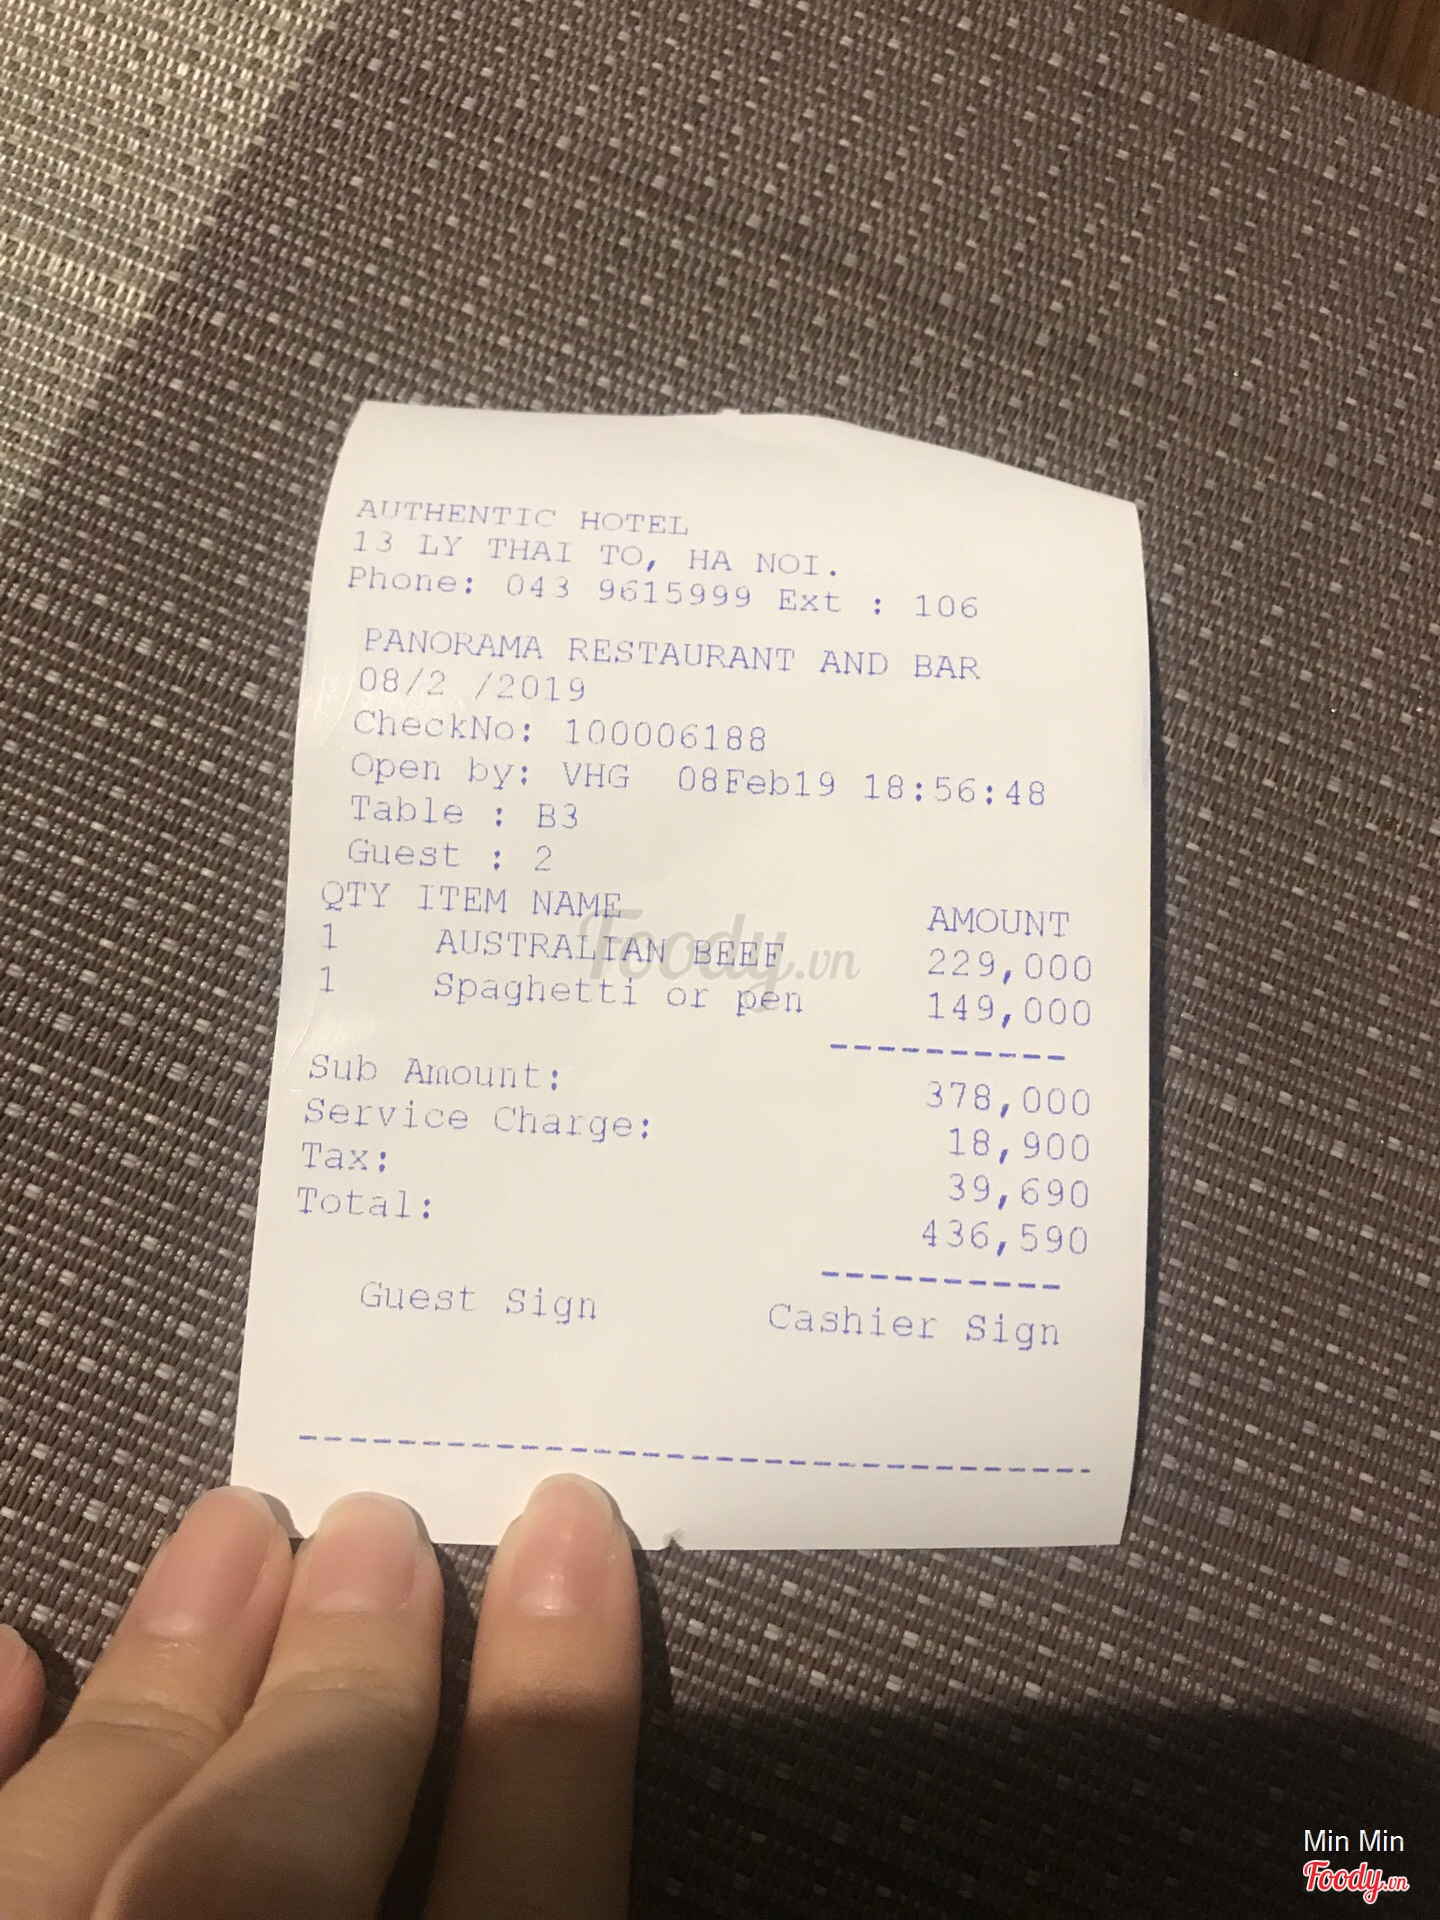 AUTHENTIC HOTEL
13 LY THAI TO, HA NOI.
Phone: 043 9615999 Ext : 106
PANORAMA RESTAURANT AND BAR
08/2 /2019
CheckNo: 100006188
Open by: VHG 08Feb19 18:56:48
Table : B3
Guest : 2
QTY ITEM NAME AMOUNT
1 AUSTRALIAN BEEF 229,000
1 Spaghetti or pen 149,000
Sub Amount: 378,000
Service Charge: 18,900
Tax: 39,690
Total: 436,590
Guest Sign Cashier Sign
Foody.vn
Min Min
Foody.vn